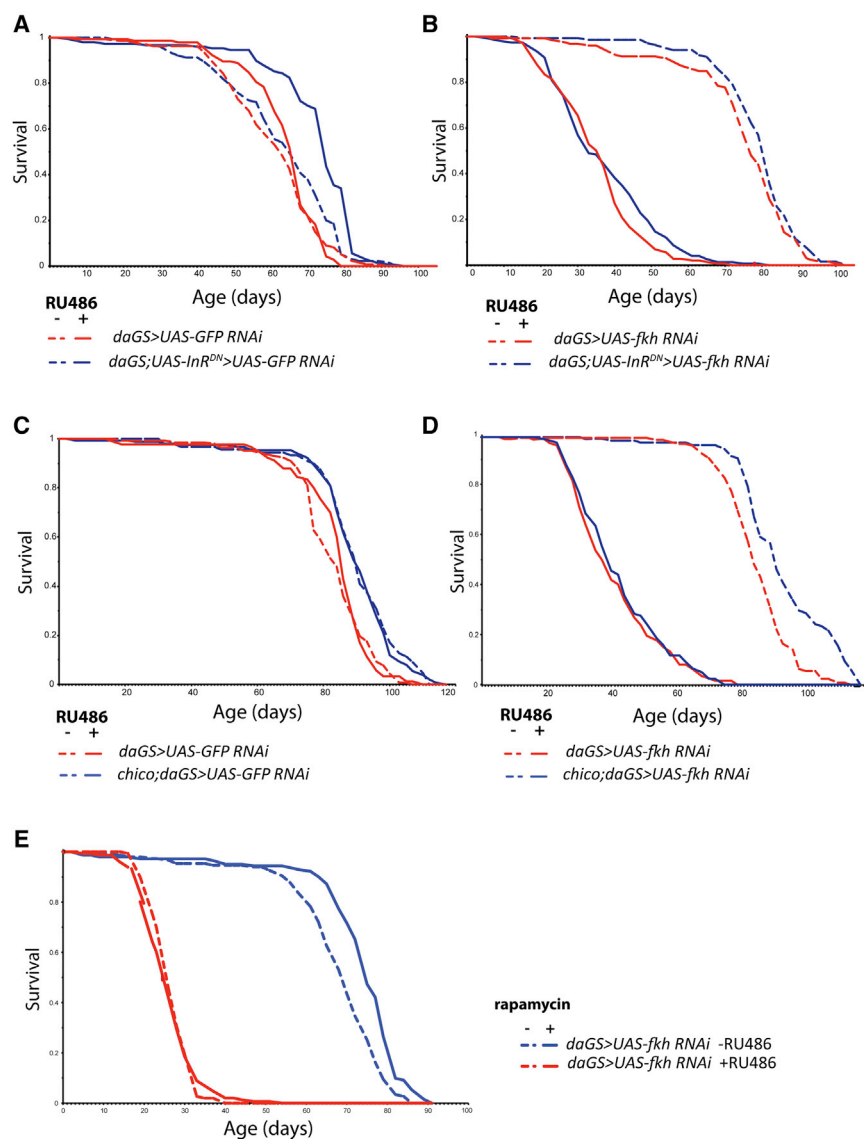 A
Survival
1
0.8
0.6
0.4
0.2
0
10 20 30 40 50 60 70 80 90 100
Age (days)
RU486
- +
daGS>UAS-GFP RNAi
daGS;UAS-InR^DN>UAS-GFP RNAi
B
Survival
1
0.8
0.6
0.4
0.2
0
0 10 20 30 40 50 60 70 80 90 100
Age (days)
RU486
- +
daGS>UAS-fkh RNAi
daGS;UAS-InR^DN>UAS-fkh RNAi
C
Survival
1
0.8
0.6
0.4
0.2
0
20 40 60 80 100 120
Age (days)
RU486
- +
daGS>UAS-GFP RNAi
chico;daGS>UAS-GFP RNAi
D
Survival
1
0.8
0.6
0.4
0.2
0
20 40 60 80 100
Age (days)
RU486
- +
daGS>UAS-fkh RNAi
chico;daGS>UAS-fkh RNAi
E
Survival
1
0.8
0.6
0.4
0.2
0
0 10 20 30 40 50 60 70 80 90 100
Age (days)
rapamycin
- +
daGS>UAS-fkh RNAi -RU486
daGS>UAS-fkh RNAi +RU486